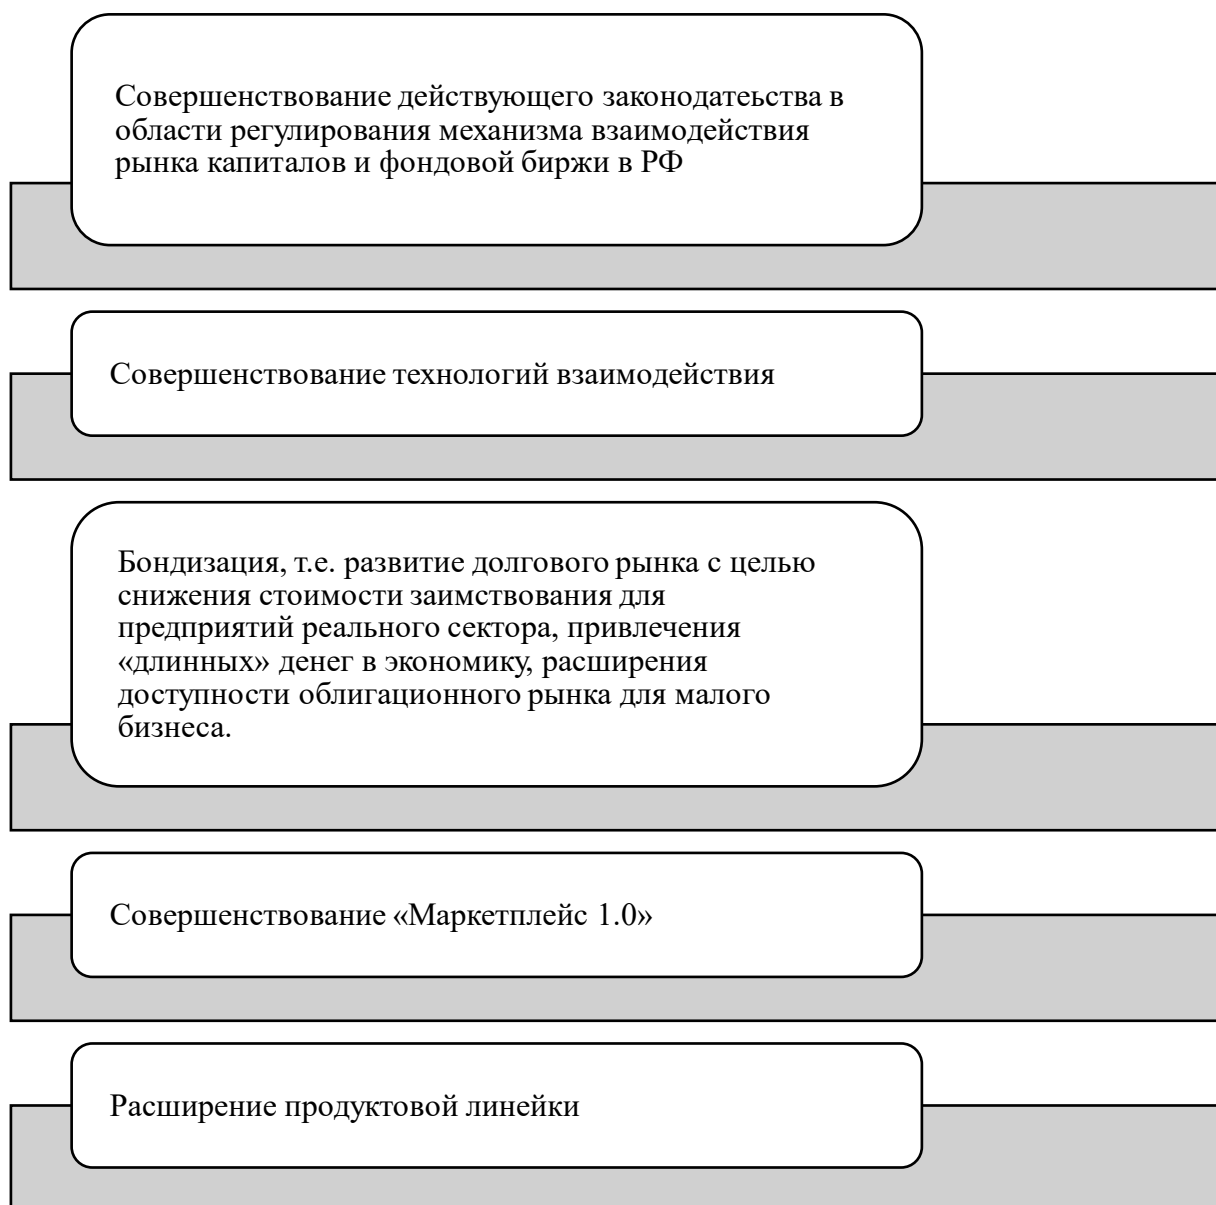 Совершенствование действующего законодатеьства в
области регулирования механизма взаимодействия
рынка капиталов и фондовой биржи в РФ
Совершенствование технологий взаимодействия
Бондизация, т.е. развитие долгового рынка с целью
снижения стоимости заимствования для
предприятий реального сектора, привлечения
«длинных» денег в экономику, расширения
доступности облигационного рынка для малого
бизнеса.
Совершенствование «Маркетплейс 1.0»
Расширение продуктовой линейки